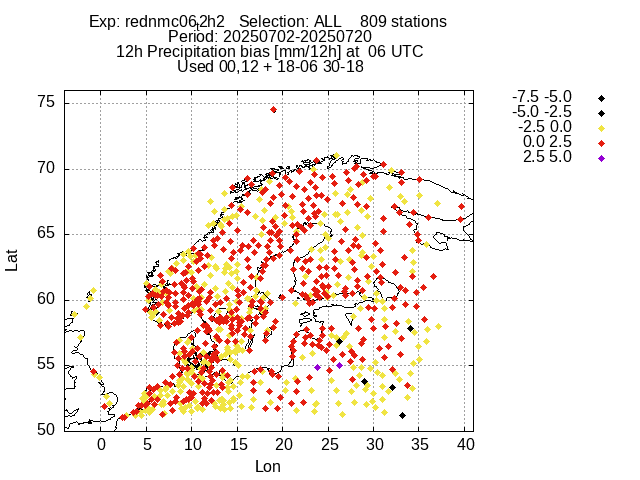 Exp: rednmc06t2h2 Selection: ALL 809 stations
Period: 20250702-20250720
12h Precipitation bias [mm/12h] at 06 UTC
Used 00,12 + 18-06 30-18
-7.5 -5.0
-5.0 -2.5
-2.5 0.0
0.0 2.5
2.5 5.0
75
70
65
60
55
50
Lat
0 5 10 15 20 25 30 35 40
Lon